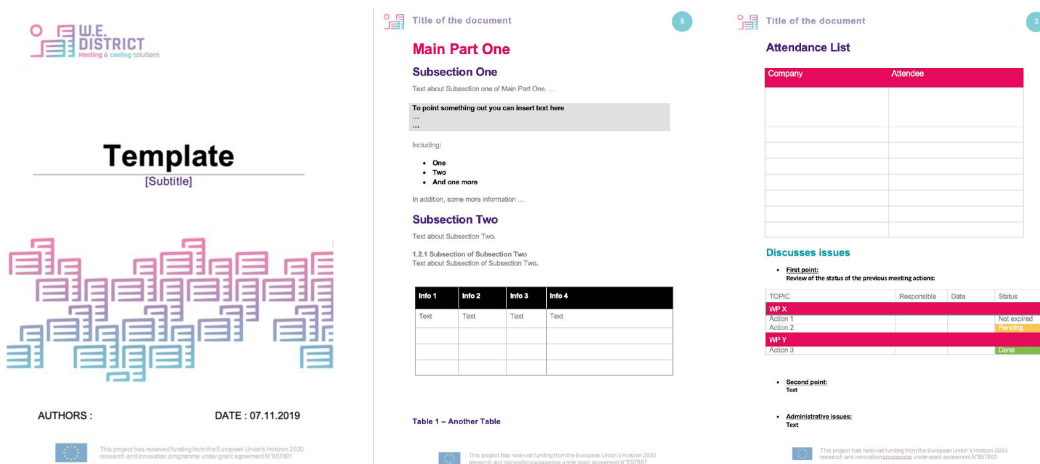 W.E.
DISTRICT
Heating & cooling solutions
Template
[Subtitle]
AUTHORS :
DATE : 07.11.2019
This project has received funding from the European Union's Horizon 2020
research and innovation programme under grant agreement N°857801
Title of the document
5
Main Part One
Subsection One
Text about Subsection one of Main Part One. ...
To point something out you can insert text here
...
...
Including:
• One
• Two
• And one more
In addition, some more information ...
Subsection Two
Text about Subsection Two.
1.2.1 Subsection of Subsection Two
Text about Subsection of Subsection Two.
Info 1 Info 2 Info 3 Info 4
Text Text Text Text
Table 1 – Another Table
This project has received funding from the European Union's Horizon 2020
research and innovation programme under grant agreement N°857801
Title of the document
3
Attendance List
Company Attendee
Discusses issues
• First point:
Review of the status of the previous meeting actions:
TOPIC Responsible Data Status
WP X
Action 1 Not expired
Action 2 Pending
WP Y
Action 3 Done
• Second point:
Text
• Administrative issues:
Text
This project has received funding from the European Union's Horizon 2020
research and innovation programme under grant agreement N°857801